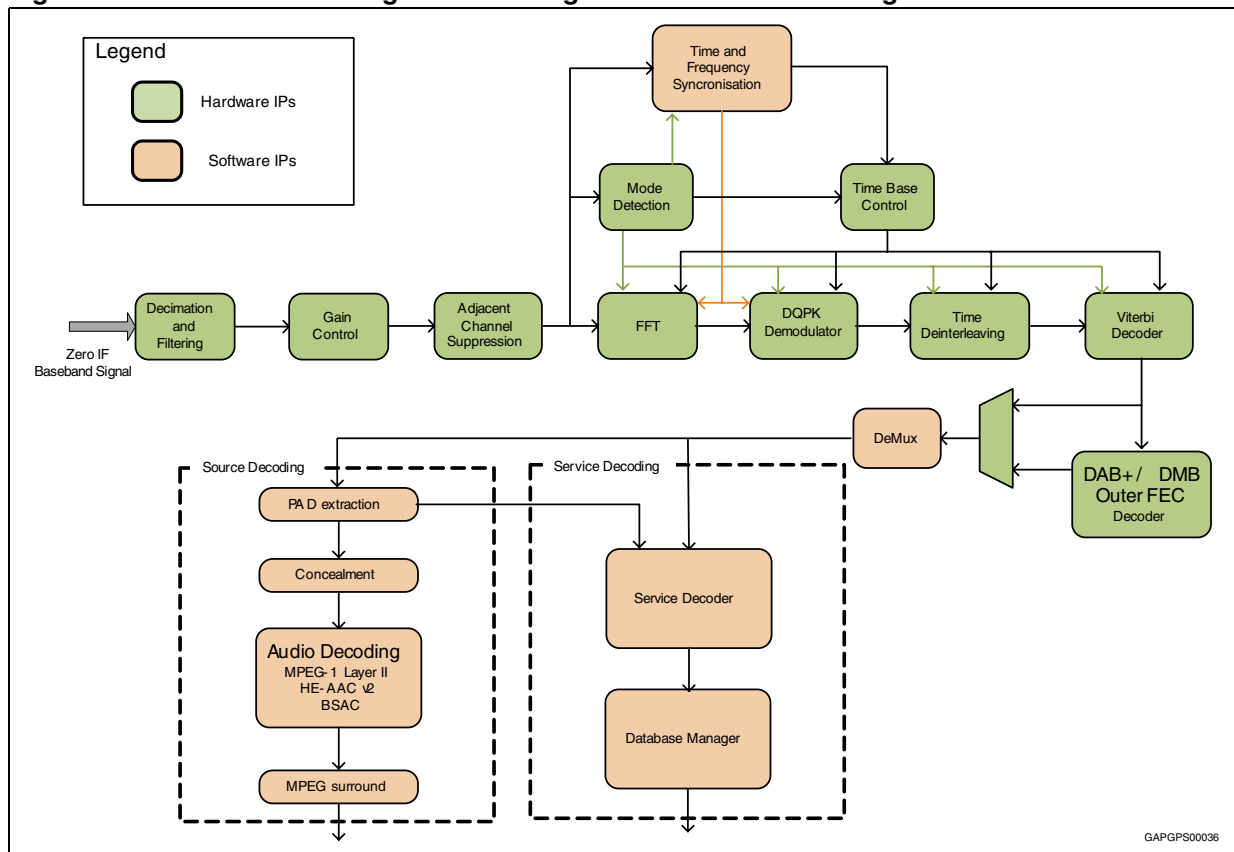 Legend
Hardware IPs
Software IPs
Time and
Frequency
Syncronisation
Mode
Detection
Time Base
Control
Decimation
and
Filtering
Gain
Control
Adjacent
Channel
Suppression
FFT
DQPK
Demodulator
Time
Deinterleaving
Viterbi
Decoder
Zero IF
Baseband Signal
DeMux
DAB+ / DMB
Outer FEC
Decoder
Source Decoding
Service Decoding
PAD extraction
Concealment
Service Decoder
Audio Decoding
MPEG-1 Layer II
HE-AAC v2
BSAC
Database Manager
MPEG surround
GAPGPS00036